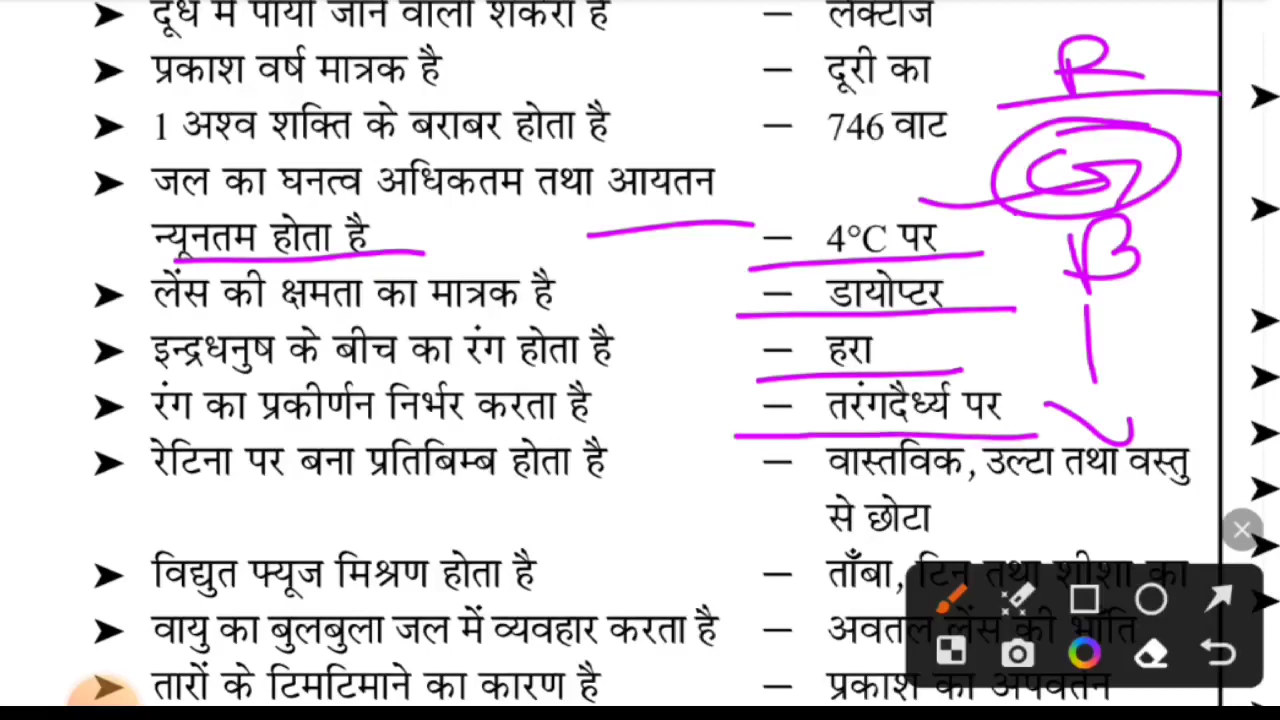 ➤ दूध में पाया जाने वाला शर्करा है – लैक्टोज
➤ प्रकाश वर्ष मात्रक है – दूरी का
➤ 1 अश्व शक्ति के बराबर होता है – 746 वाट
➤ जल का घनत्व अधिकतम तथा आयतन
न्यूनतम होता है – 4°C पर
➤ लेंस की क्षमता का मात्रक है – डायोप्टर
➤ इन्द्रधनुष के बीच का रंग होता है – हरा
➤ रंग का प्रकीर्णन निर्भर करता है – तरंगदैर्ध्य पर
➤ रेटिना पर बना प्रतिबिम्ब होता है – वास्तविक, उल्टा तथा वस्तु
से छोटा
➤ विद्युत फ्यूज मिश्रण होता है – ताँबा, टिन तथा शीशा का
➤ वायु का बुलबुला जल में व्यवहार करता है – अवतल लेंस की भाँति
➤ तारों के टिमटिमाने का कारण है – प्रकाश का अपवर्तन
R
G
B